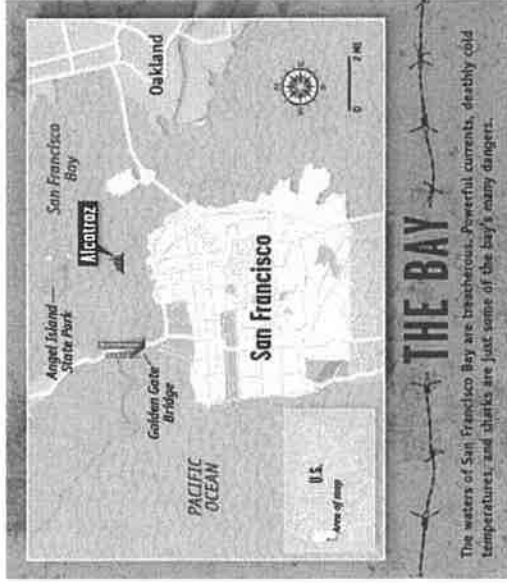 Angel Island
State Park
San Francisco
Bay
Alcatraz
Oakland
Golden Gate
Bridge
PACIFIC
OCEAN
San Francisco
0 2 MI
U.S.
Area of map
THE BAY
The waters of San Francisco Bay are treacherous. Powerful currents, deathly cold
temperatures, and sharks are just some of the bay's many dangers.